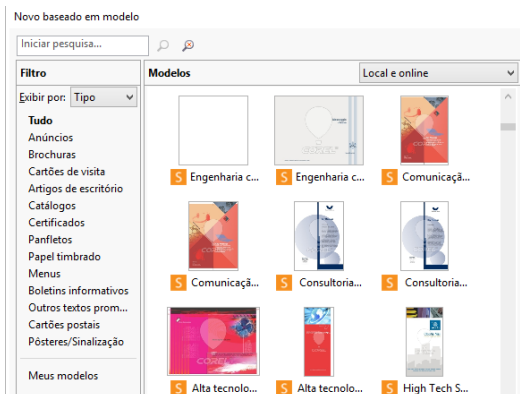 Novo baseado em modelo
Iniciar pesquisa...
Filtro
Exibir por: Tipo
Tudo
Anúncios
Brochuras
Cartões de visita
Artigos de escritório
Catálogos
Certificados
Panfletos
Papel timbrado
Menus
Boletins informativos
Outros textos prom...
Cartões postais
Pôsteres/Sinalização
Meus modelos
Modelos
Local e online
S Engenharia c...
S Engenharia c...
S Comunicaçã...
S Comunicaçã...
S Consultoria...
S Consultoria...
COREL
S Alta tecnolo...
S Alta tecnolo...
S High Tech S...